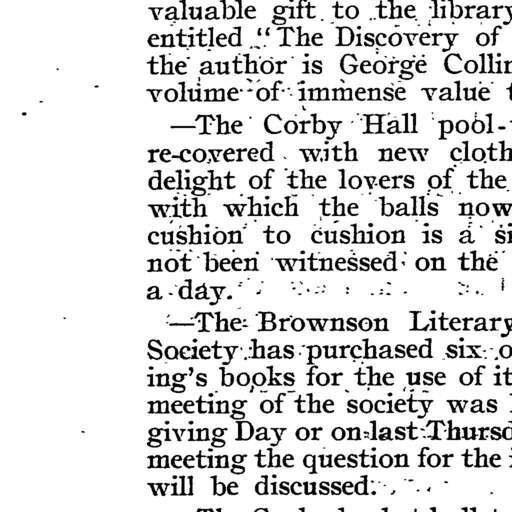 valuable gift to the library
entitled "The Discovery of
the author is George Collin
volume of immense value t
—The Corby Hall pool-
re-covered with new cloth
delight of the lovers of the
with which the balls now
cushion to cushion is a si
not been witnessed on the
a day.
—The Brownson Literary
Society has purchased six o
ing's books for the use of it
meeting of the society was
giving Day or on last Thursd
meeting the question for the
will be discussed.